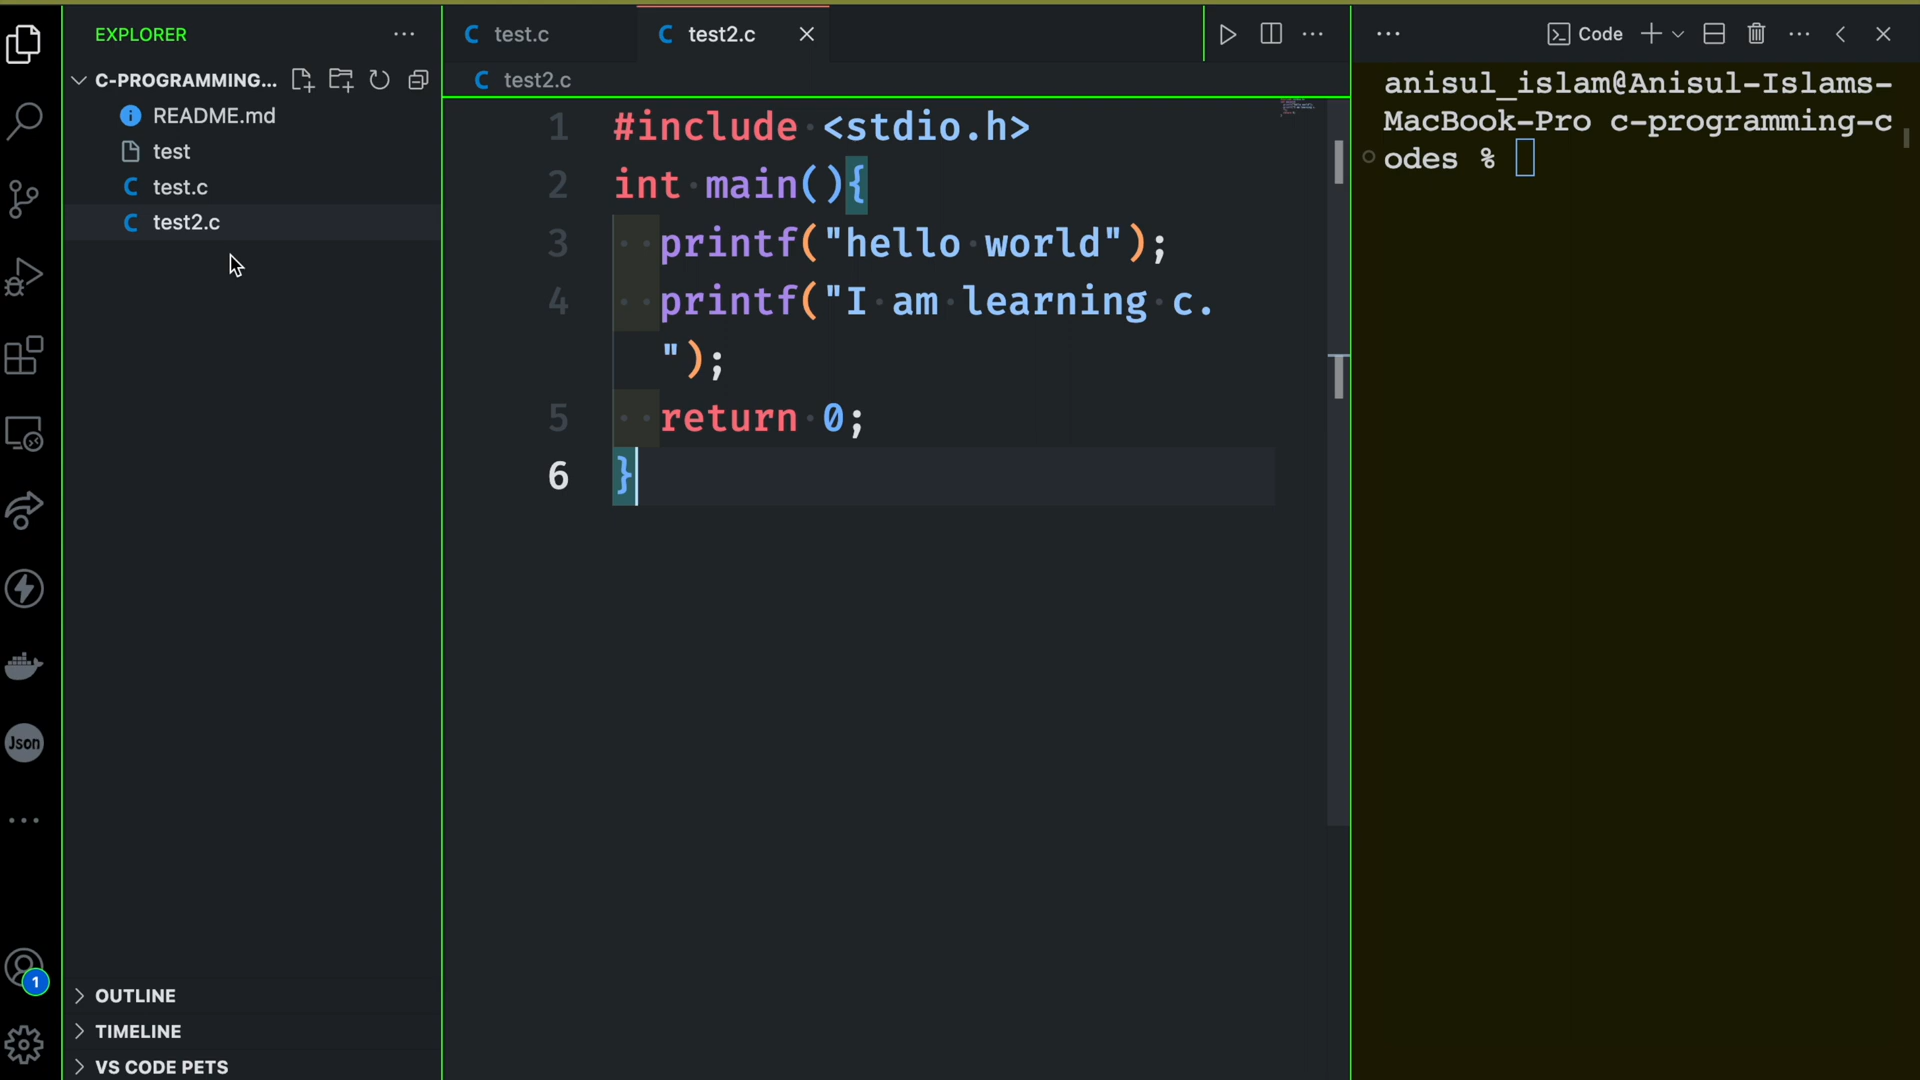 EXPLORER
C-PROGRAMMING...
README.md
test
test.c
test2.c
OUTLINE
TIMELINE
VS CODE PETS
Json
1
test.c
test2.c
test2.c
1 #include <stdio.h>
2 int main(){
3 printf("hello world");
4 printf("I am learning c.
");
5 return 0;
6 }
Code
anisul_islam@Anisul-Islams-
MacBook-Pro c-programming-c
odes %